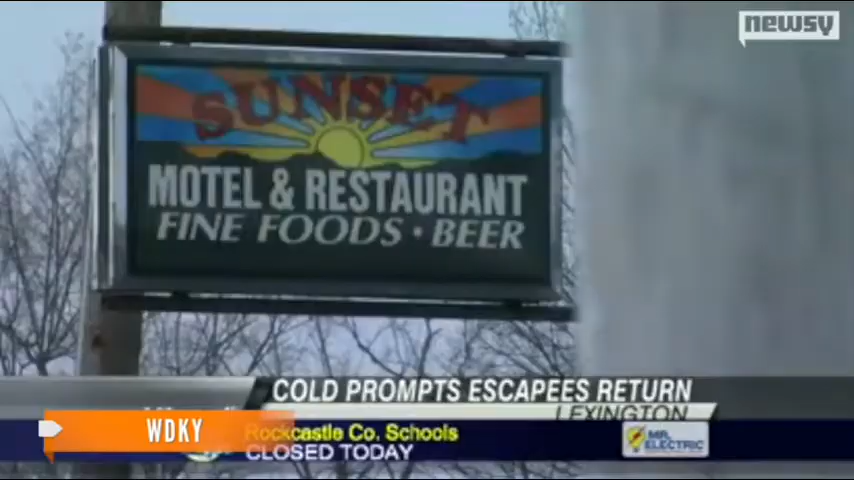 newsy
SUNSET
MOTEL & RESTAURANT
FINE FOODS • BEER
COLD PROMPTS ESCAPEES RETURN
LEXINGTON
WDKY
Rockcastle Co. Schools
CLOSED TODAY
MR. ELECTRIC